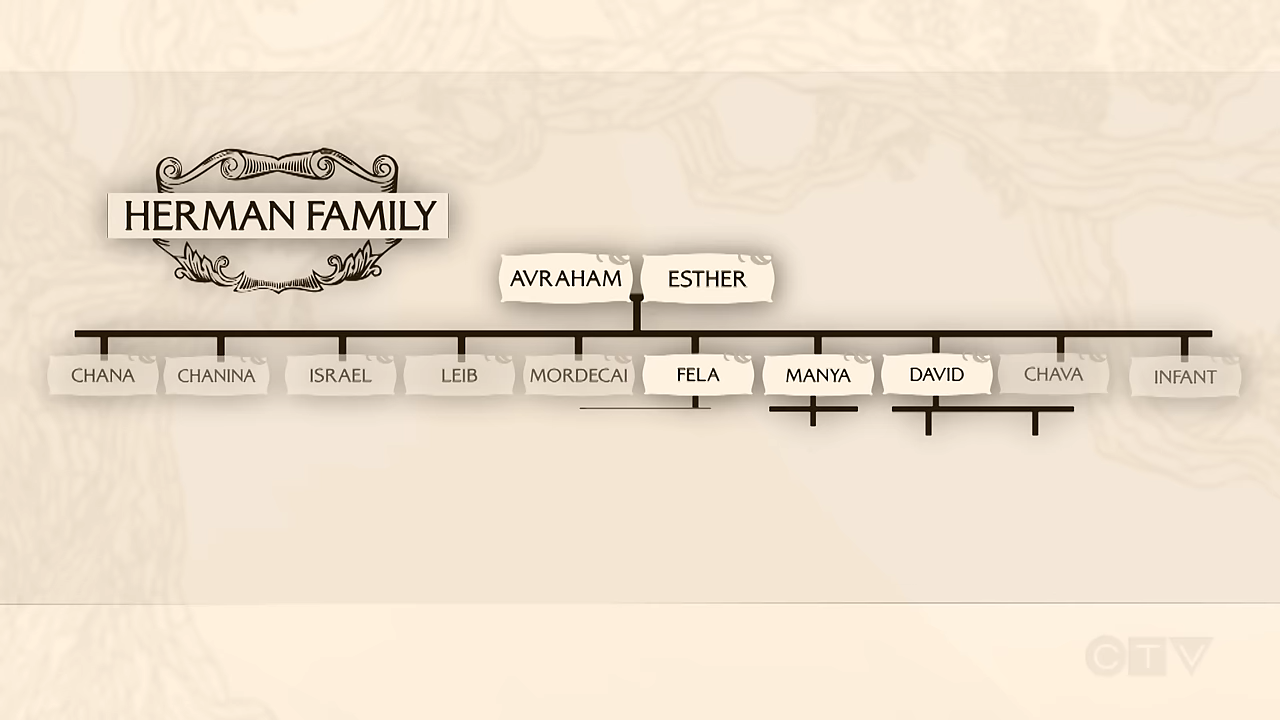 HERMAN FAMILY
AVRAHAM ESTHER
CHANA CHANINA ISRAEL LEIB MORDECAI FELA MANYA DAVID CHAVA INFANT
CTV